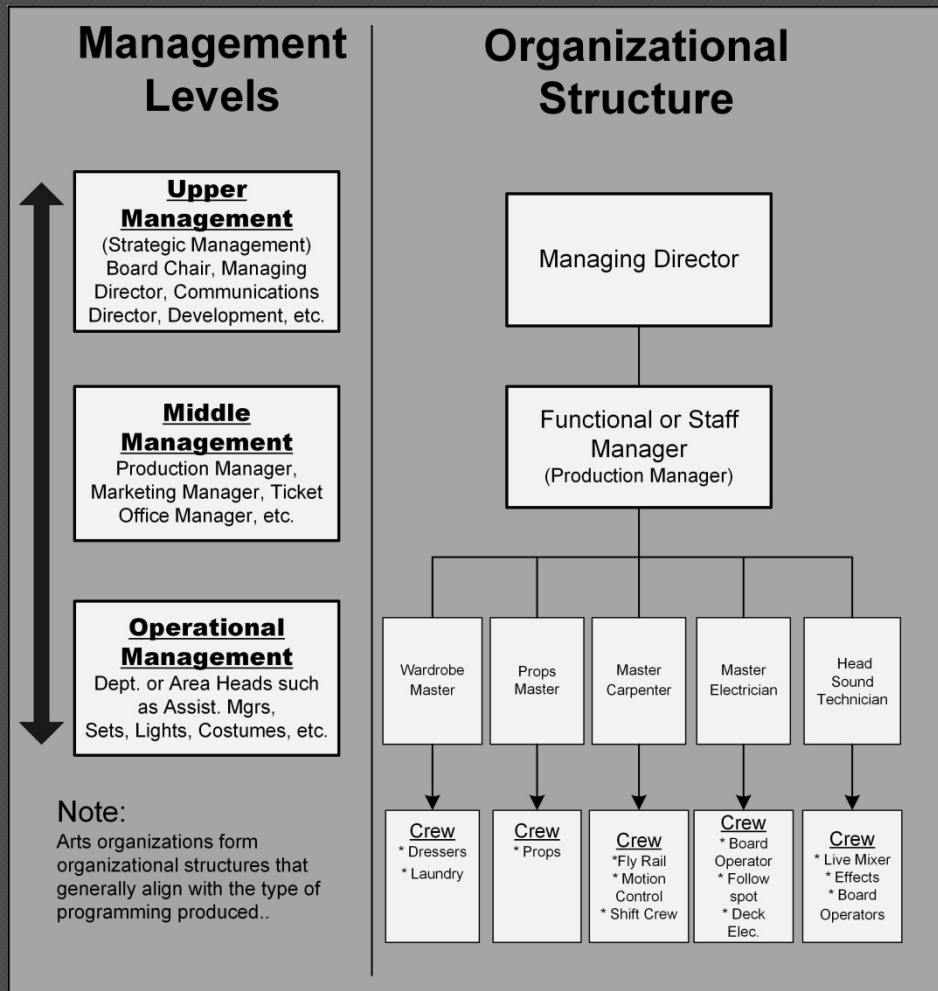 Management
Levels
Upper
Management
(Strategic Management)
Board Chair, Managing
Director, Communications
Director, Development, etc.
Middle
Management
Production Manager,
Marketing Manager, Ticket
Office Manager, etc.
Operational
Management
Dept. or Area Heads such
as Assist. Mgrs,
Sets, Lights, Costumes, etc.
Note:
Arts organizations form
organizational structures that
generally align with the type of
programming produced..
Organizational
Structure
Managing Director
Functional or Staff
Manager
(Production Manager)
Wardrobe
Master
Props
Master
Master
Carpenter
Master
Electrician
Head
Sound
Technician
Crew
* Dressers
* Laundry
Crew
* Props
Crew
*Fly Rail
* Motion
Control
* Shift Crew
Crew
* Board
Operator
* Follow
spot
* Deck
Elec.
Crew
* Live Mixer
* Effects
* Board
Operators